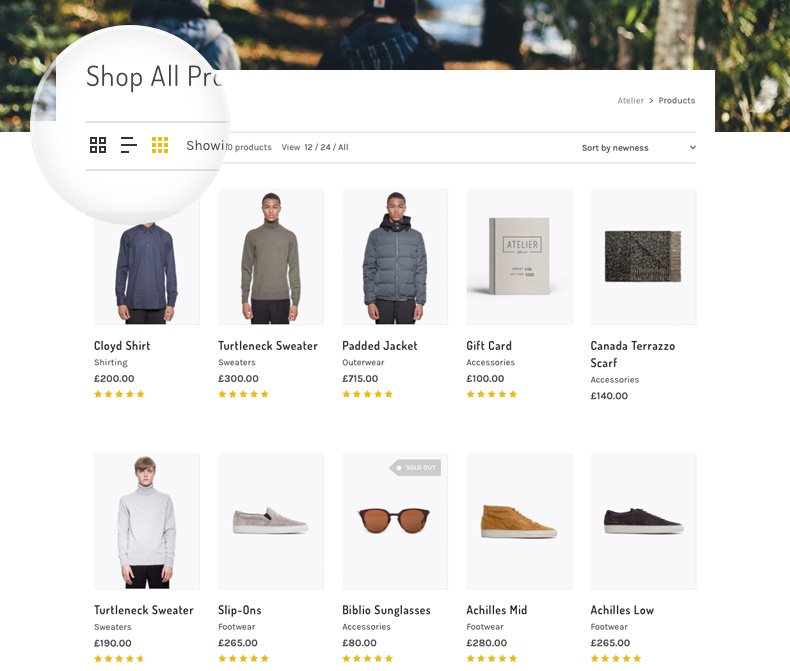 Shop All Pro
Atelier > Products
Showi
0 products View 12 / 24 / All
Sort by newness
ATELIER
Cloyd Shirt
Shirting
£200.00
Turtleneck Sweater
Sweaters
£300.00
Padded Jacket
Outerwear
£715.00
Gift Card
Accessories
£100.00
Canada Terrazzo
Scarf
Accessories
£140.00
SOLD OUT
Turtleneck Sweater
Sweaters
£190.00
Slip-Ons
Footwear
£265.00
Biblio Sunglasses
Accessories
£80.00
Achilles Mid
Footwear
£280.00
Achilles Low
Footwear
£265.00